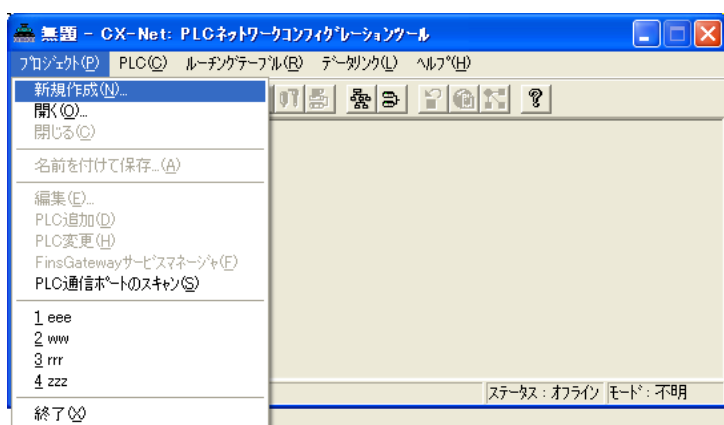 無題 - CX-Net: PLCネットワークコンフィグレーションツール
プロジェクト(P) PLC(C) ルーチングテーブル(R) データリンク(L) ヘルプ(H)
新規作成(N)...
開く(O)...
閉じる(C)
名前を付けて保存...(A)
編集(E)...
PLC追加(D)
PLC変更(H)
FinsGatewayサービスマネージャ(F)
PLC通信ポートのスキャン(S)
1 eee
2 ww
3 rrr
4 zzz
ステータス : オフライン モード : 不明
終了(X)